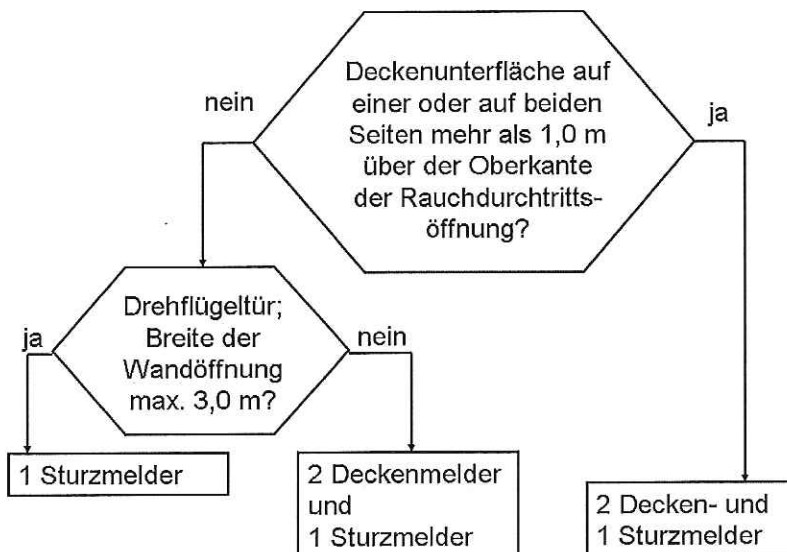 Deckenunterfläche auf
einer oder auf beiden
Seiten mehr als 1,0 m
über der Oberkante
der Rauchdurchtritts-
öffnung?
nein
ja
Drehflügeltür;
Breite der
Wandöffnung
max. 3,0 m?
ja
nein
1 Sturzmelder
2 Deckenmelder
und
1 Sturzmelder
2 Decken- und
1 Sturzmelder